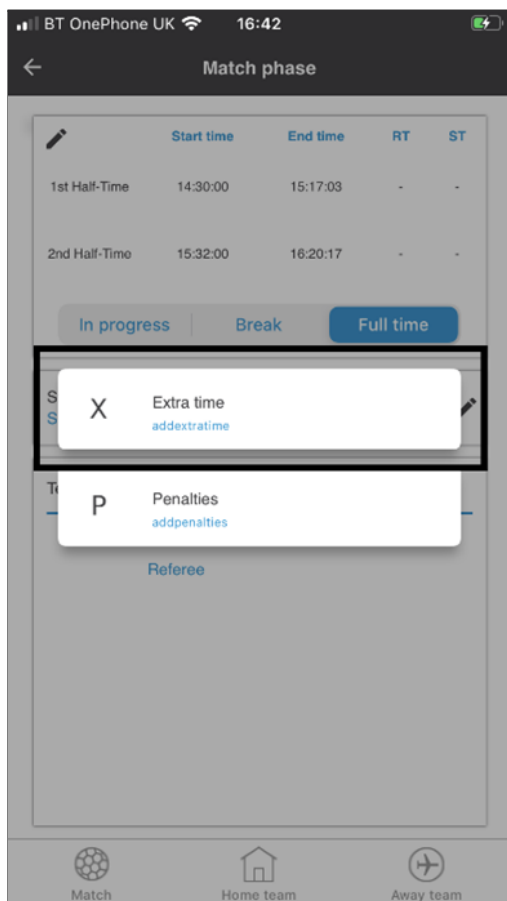 BT OnePhone UK 16:42
Match phase
Start time End time RT ST
1st Half-Time 14:30:00 15:17:03 - -
2nd Half-Time 15:32:00 16:20:17 - -
In progress Break Full time
X Extra time
addextratime
P Penalties
addpenalties
Referee
Match Home team Away team